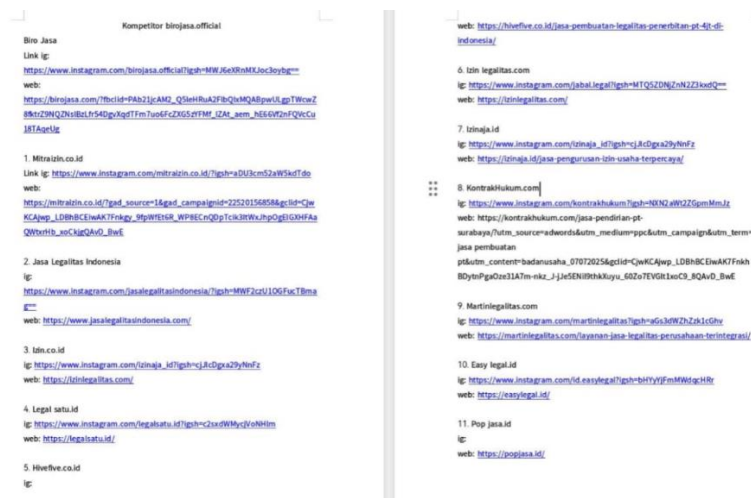 Kompetitor birojasa.official
Biro Jasa
Link ig:
https://www.instagram.com/birojasa.official?igsh=MWJ6eXRnMXJoc3oybg==
web:
https://birojasa.com/?fbclid=
1. Mitraizin.co.id
Link ig: https://www.instagram.com/mitraizin.co.id/?igsh=aDU3cm52aW5kdTdo
web:
https://mitraizin.co.id/?gad_source=1&gad_campaignid=22520156858&gclid=Cjw
2. Jasa Legalitas Indonesia
ig:
https://www.instagram.com/jasalegalitasindonesia/?igsh=MWF2czU1OGFucTBma
g==
web: https://www.jasalegalitasindonesia.com/
3. Izin.co.id
ig: https://www.instagram.com/izinaja_id?igsh=cjJlcDgxa29yNnFz
web: https://izinlegalitas.com/
4. Legal satu.id
ig: https://www.instagram.com/legalsatu.id?igsh=c2sxdWMycjVoNHlm
web: https://legalsatu.id/
5. Hivefive.co.id
ig:
web: https://hivefive.co.id/jasa-pembuatan-legalitas-penerbitan-pt-4jt-di-
indonesia/
6. Izin legalitas.com
ig: https://www.instagram.com/jabal.legal?igsh=MTQ5ZDNjZnN2Z3kxdQ==
web: https://izinlegalitas.com/
7. Izinaja.id
ig: https://www.instagram.com/izinaja_id?igsh=cjJlcDgxa29yNnFz
web: https://izinaja.id/jasa-pengurusan-izin-usaha-terpercaya/
8. KontrakHukum.com
ig: https://www.instagram.com/kontrakhukum?igsh=NXN2aWt2ZGpmMmJz
web: https://kontrakhukum.com/jasa-pendirian-pt-
surabaya/?utm_source=adwords&utm_medium=ppc&utm_campaign&utm_term=
jasa pembuatan
pt&utm_content=badanusaha_07072025&gclid=CjwKCAjwp_LDBhBCEiwAK7Fnkh
9. Martinlegalitas.com
ig: https://www.instagram.com/martinlegalitas?igsh=aGs3dWZhZzk1cGhv
web: https://martinlegalitas.com/layanan-jasa-legalitas-perusahaan-terintegrasi/
10. Easy legal.id
ig: https://www.instagram.com/id.easylegal?igsh=bHYyYjFmMWdqcHRr
web: https://easylegal.id/
11. Pop jasa.id
ig:
web: https://popjasa.id/